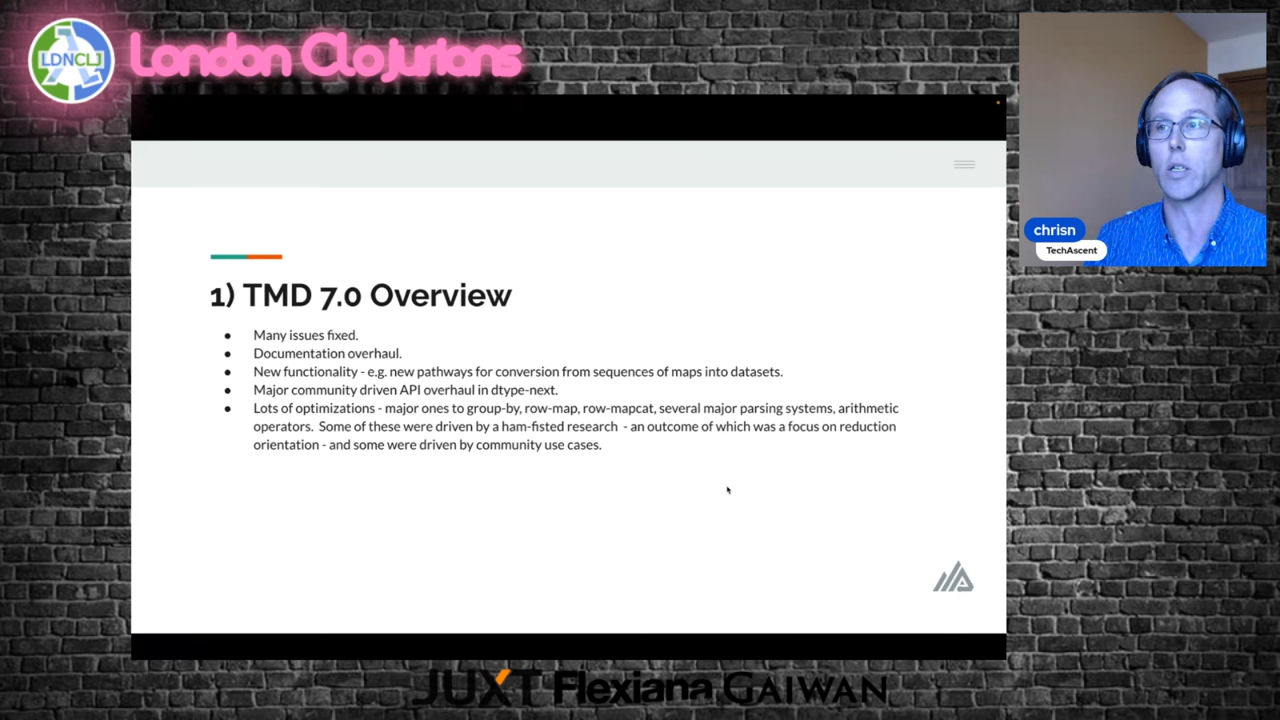 LDNCLJ
London Clojurians
chrisn
TechAscent
1) TMD 7.0 Overview
● Many issues fixed.
● Documentation overhaul.
● New functionality - e.g. new pathways for conversion from sequences of maps into datasets.
● Major community driven API overhaul in dtype-next.
● Lots of optimizations - major ones to group-by, row-map, row-mapcat, several major parsing systems, arithmetic
operators. Some of these were driven by a ham-fisted research - an outcome of which was a focus on reduction
orientation - and some were driven by community use cases.
JUXT Flexiana GAIWAN